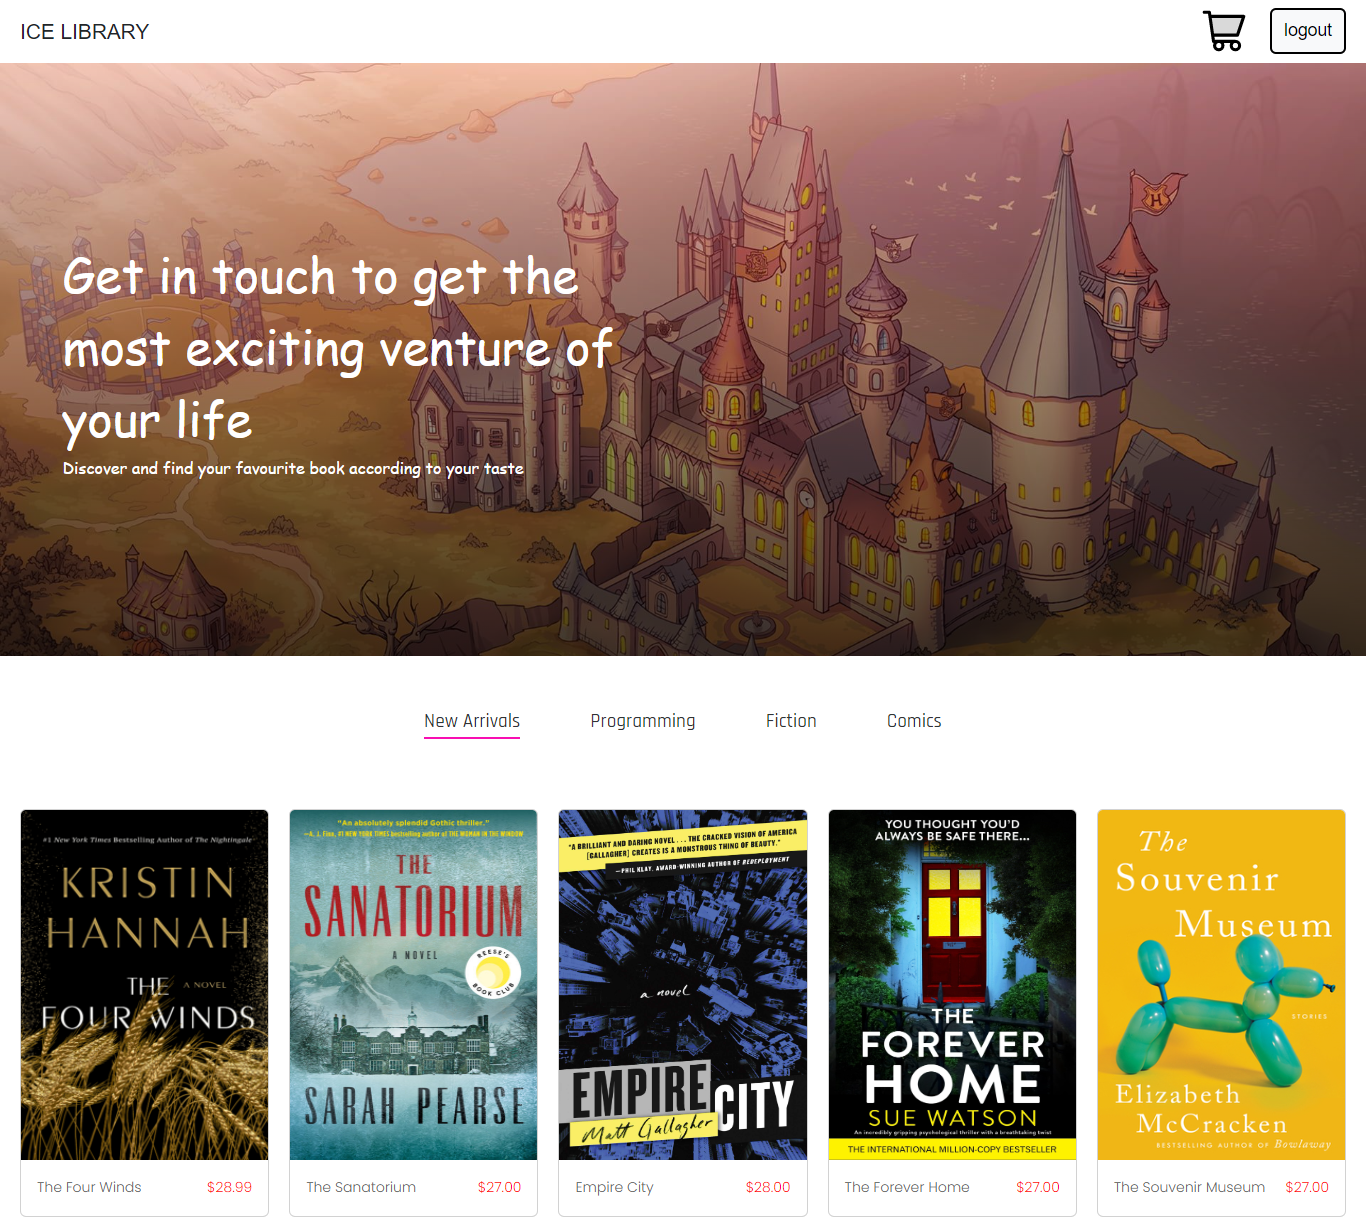 ICE LIBRARY
logout
H
Get in touch to get the
most exciting venture of
your life
Discover and find your favourite book according to your taste
New Arrivals
Programming
Fiction
Comics
#1 New York Times Bestselling Author of The Nightingale
KRISTIN
HANNAH
THE
A NOVEL
FOUR WINDS
The Four Winds
$28.99
"An absolutely splendid Gothic thriller."
—A. J. Finn, #1 NEW YORK TIMES bestselling author of THE WOMAN IN THE WINDOW
THE
SANATORIUM
A NOVEL
REESE'S
BOOK CLUB
SARAH PEARSE
The Sanatorium
$27.00
"A BRILLIANT AND DARING NOVEL . . . THE CRACKED VISION OF AMERICA
[GALLAGHER] CREATES IS A MONSTROUS THING OF BEAUTY."
—PHIL KLAY, AWARD-WINNING AUTHOR OF REDEPLOYMENT
a novel
EMPIRE
CITY
Matt Gallagher
Empire City
$28.00
YOU THOUGHT YOU'D
ALWAYS BE SAFE THERE...
THE
FOREVER
HOME
SUE WATSON
An incredibly gripping psychological thriller with a breathtaking twist
THE INTERNATIONAL MILLION-COPY BESTSELLER
The Forever Home
$27.00
The
Souvenir
Museum
STORIES
Elizabeth
McCracken
BESTSELLING AUTHOR OF Bowlaway
The Souvenir Museum
$27.00